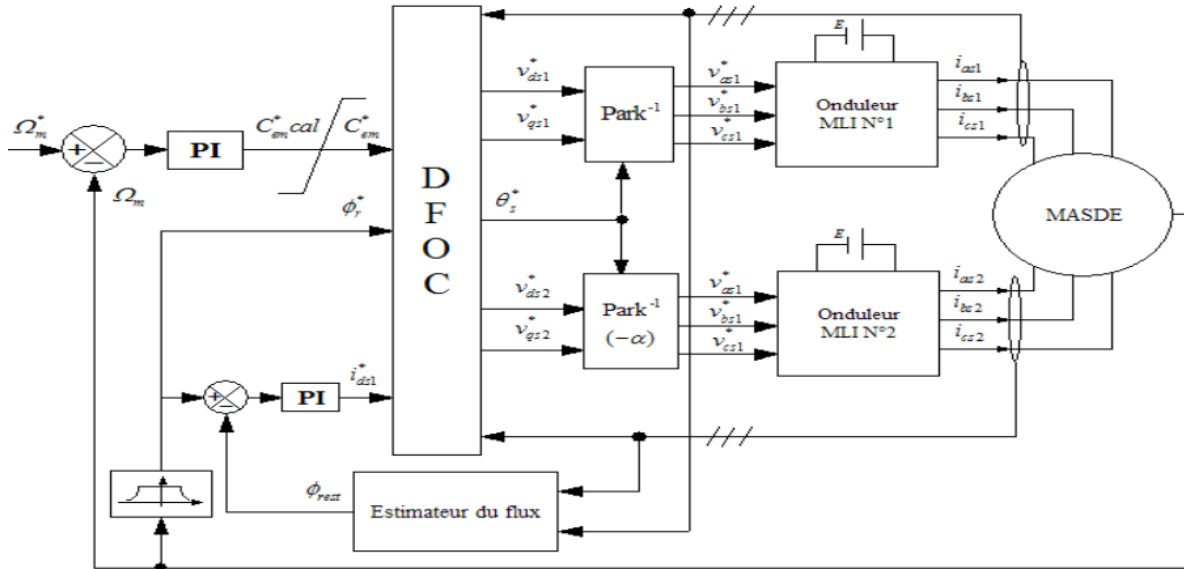 Ω*m
+
−
Ωm
PI
C*em cal
C*em
φ*r
+
−
PI
i*ds1
φrest
Estimateur du flux
D
F
O
C
v*ds1
v*qs1
θ*s
v*ds2
v*qs2
Park-1
Park-1
(−α)
v*as1
v*bs1
v*cs1
v*as1
v*bs1
v*cs1
E
Onduleur
MLI N°1
E
Onduleur
MLI N°2
ias1
ibs1
ics1
MASDE
ias2
ibs2
ics2